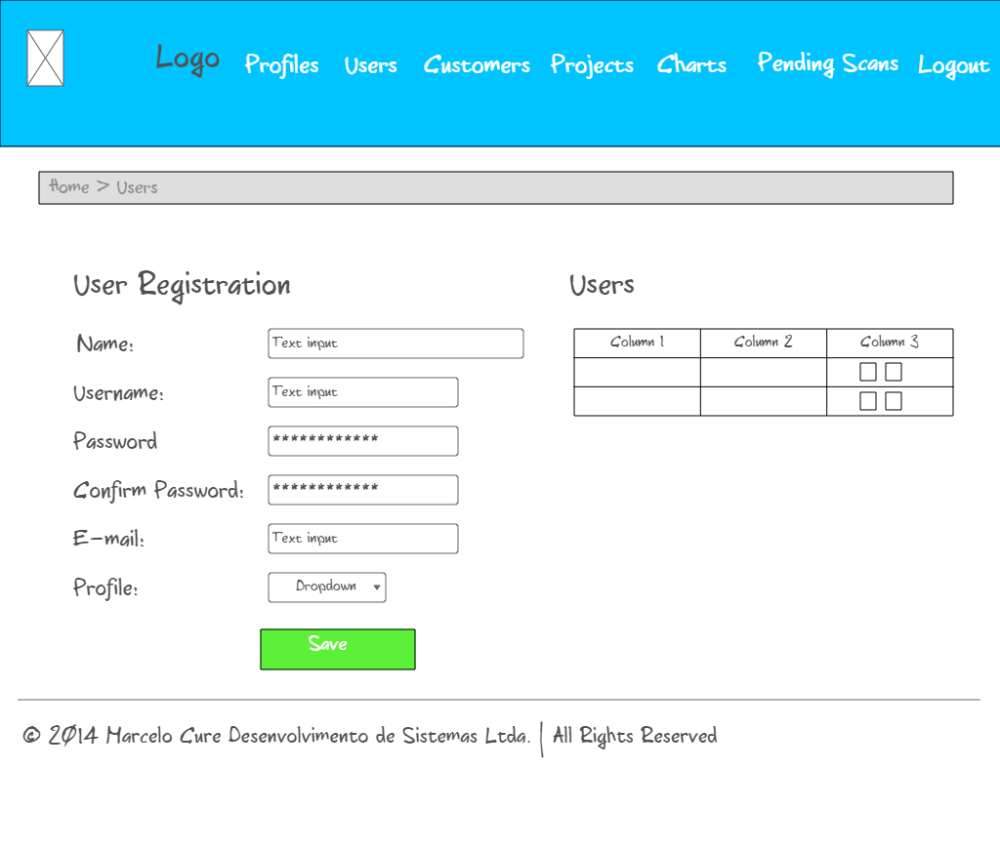 Logo Profiles Users Customers Projects Charts Pending Scans Logout
Home > Users
User Registration
Name: Text input
Username: Text input
Password ************
Confirm Password: ************
E-mail: Text input
Profile: Dropdown
Save
Users
Column 1 Column 2 Column 3
© 2014 Marcelo Cure Desenvolvimento de Sistemas Ltda. | All Rights Reserved